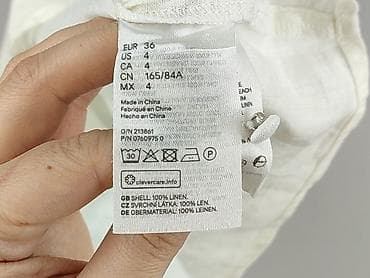 EUR 36
US 4
CA 4
CN 165/84A
MX 4
Made in China
Fabriqué en Chine
Hecho en China
O/N 213861
P/N 0760975 0
30
P
clevercare.info
GB SHELL: 100% LINEN.
CZ SVRCHNÍ LÁTKA: 100% LEN.
DE OBERMATERIAL: 100% LEINEN.